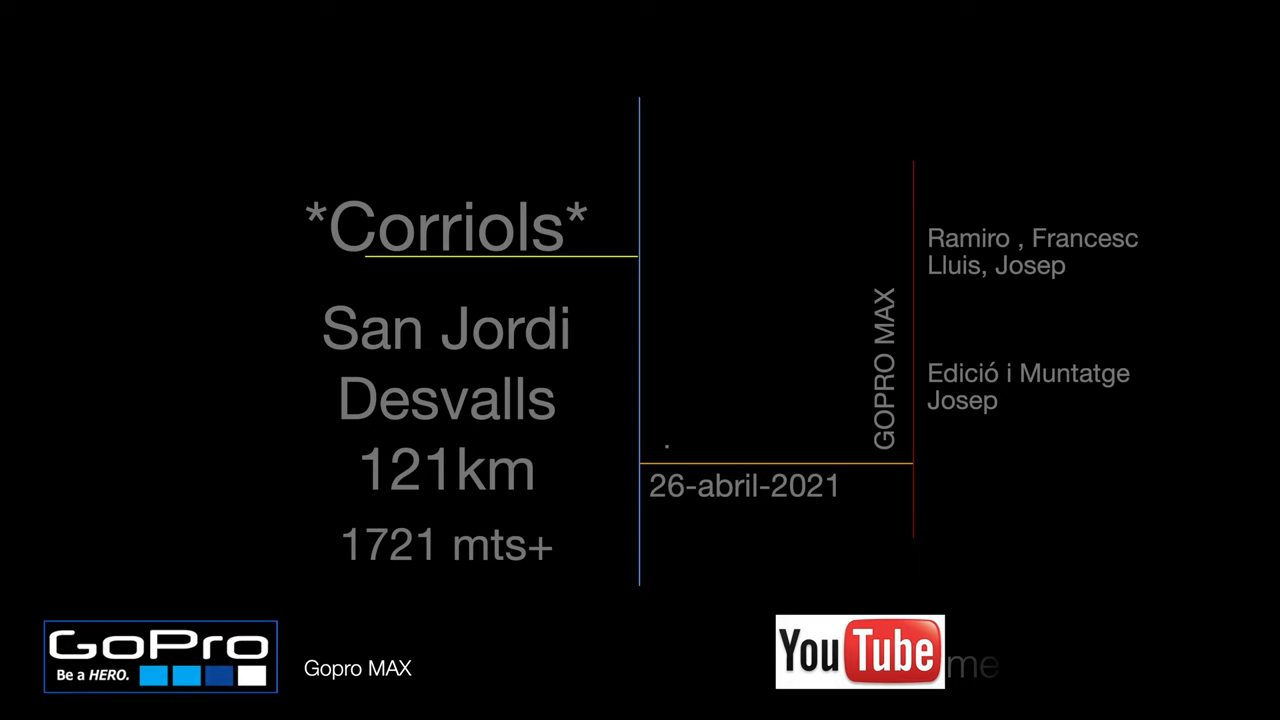 *Corriols*
San Jordi
Desvalls
121km
1721 mts+
26-abril-2021
GOPRO MAX
Ramiro , Francesc
Lluis, Josep
Edició i Muntatge
Josep
GoPro
Be a HERO.
Gopro MAX
YouTube
me